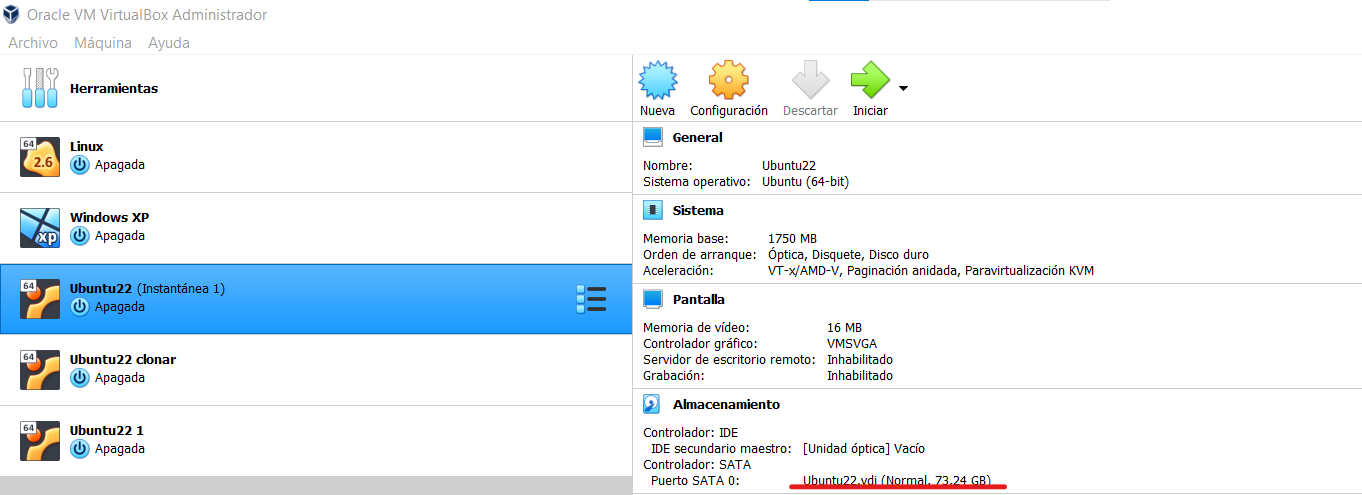 Oracle VM VirtualBox Administrador
Archivo Máquina Ayuda
Herramientas
64
2.6
Linux
Apagada
xp
Windows XP
Apagada
64
Ubuntu22 (Instantánea 1)
Apagada
64
Ubuntu22 clonar
Apagada
64
Ubuntu22 1
Apagada
Nueva Configuración Descartar Iniciar
General
Nombre: Ubuntu22
Sistema operativo: Ubuntu (64-bit)
Sistema
Memoria base: 1750 MB
Orden de arranque: Óptica, Disquete, Disco duro
Aceleración: VT-x/AMD-V, Paginación anidada, Paravirtualización KVM
Pantalla
Memoria de vídeo: 16 MB
Controlador gráfico: VMSVGA
Servidor de escritorio remoto: Inhabilitado
Grabación: Inhabilitado
Almacenamiento
Controlador: IDE
IDE secundario maestro: [Unidad óptica] Vacío
Controlador: SATA
Puerto SATA 0: Ubuntu22.vdi (Normal, 73,24 GB)